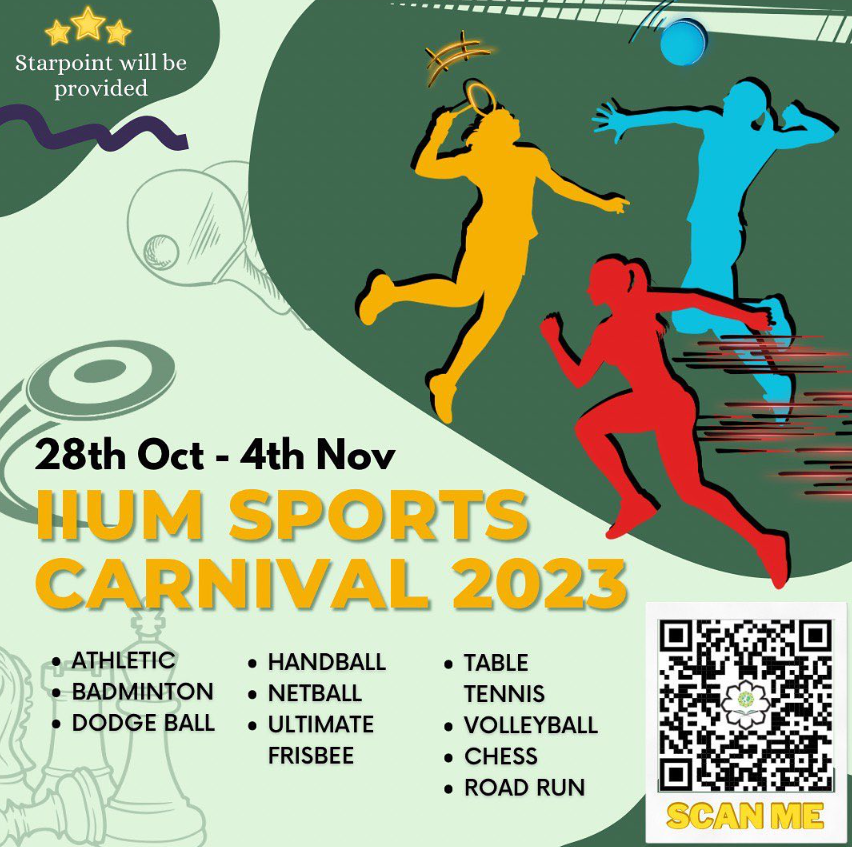 Starpoint will be
provided
28th Oct - 4th Nov
IIUM SPORTS
CARNIVAL 2023
• ATHLETIC
• BADMINTON
• DODGE BALL
• HANDBALL
• NETBALL
• ULTIMATE
FRISBEE
• TABLE
TENNIS
• VOLLEYBALL
• CHESS
• ROAD RUN
SCAN ME